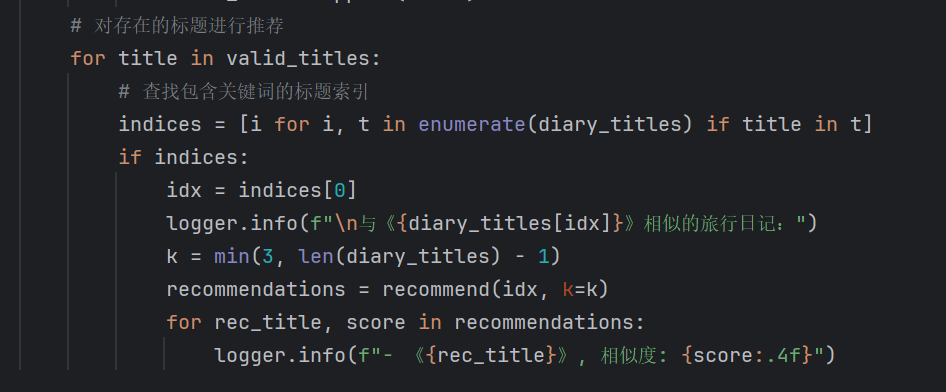 # 对存在的标题进行推荐
for title in valid_titles:
# 查找包含关键词的标题索引
indices = [i for i, t in enumerate(diary_titles) if title in t]
if indices:
idx = indices[0]
logger.info(f"\n与《{diary_titles[idx]}》相似的旅行日记：")
k = min(3, len(diary_titles) - 1)
recommendations = recommend(idx, k=k)
for rec_title, score in recommendations:
logger.info(f"- 《{rec_title}》, 相似度: {score:.4f}")